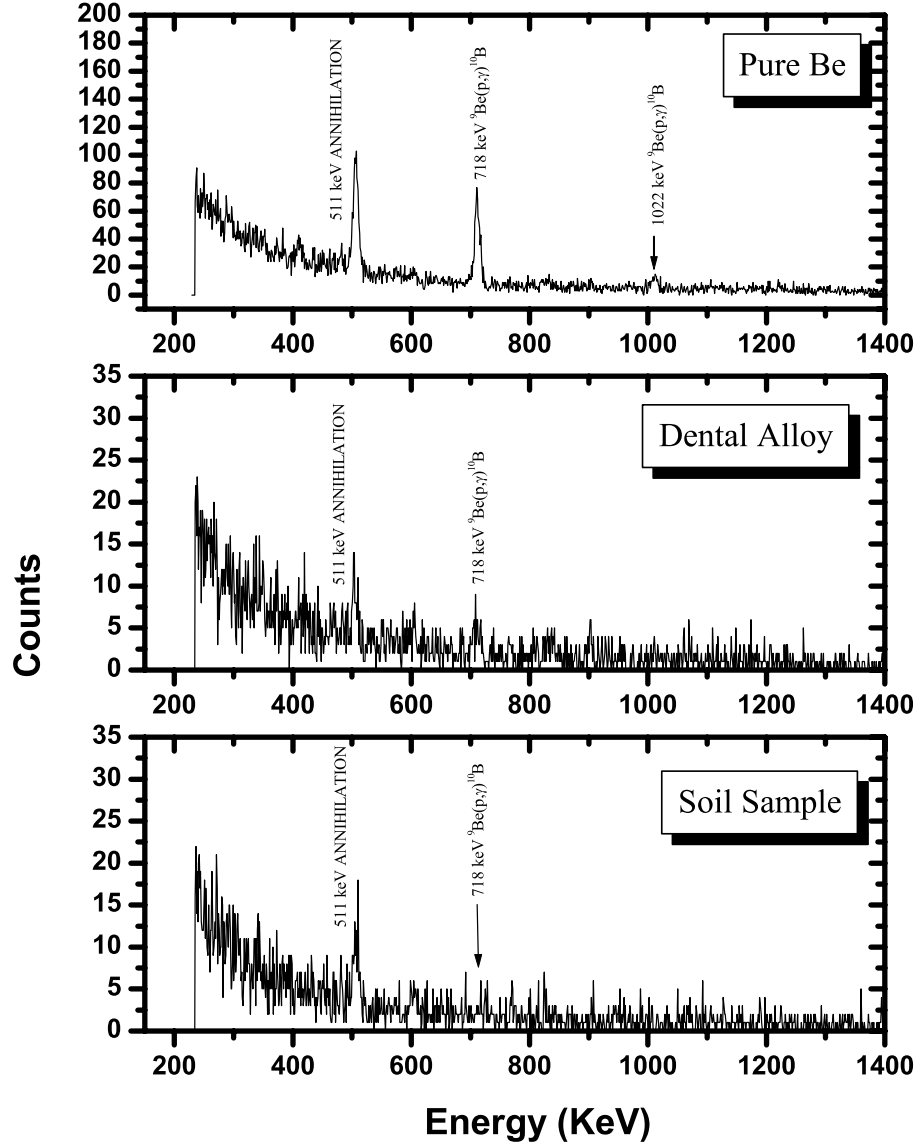 200
180
160
140
120
100
80
60
40
20
0
511 keV ANNIHILATION
718 keV ⁹Be(p,γ)¹⁰B
1022 keV ⁹Be(p,γ)¹⁰B
Pure Be
200 400 600 800 1000 1200 1400
35
30
25
20
15
10
5
0
511 keV ANNIHILATION
718 keV ⁹Be(p,γ)¹⁰B
Dental Alloy
200 400 600 800 1000 1200 1400
Counts
35
30
25
20
15
10
5
0
511 keV ANNIHILATION
718 keV ⁹Be(p,γ)¹⁰B
Soil Sample
200 400 600 800 1000 1200 1400
Energy (KeV)